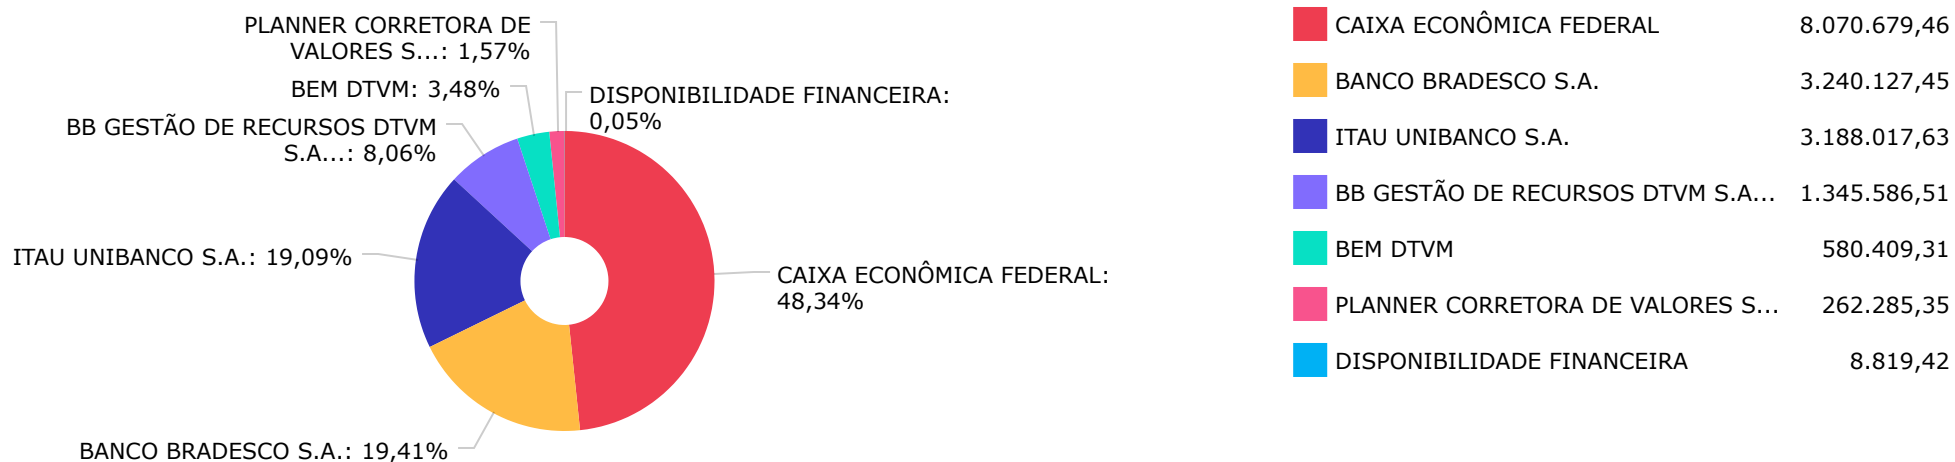 PLANNER CORRETORA DE
VALORES S...: 1,57%
BEM DTVM: 3,48%
DISPONIBILIDADE FINANCEIRA:
0,05%
BB GESTÃO DE RECURSOS DTVM
S.A...: 8,06%
ITAU UNIBANCO S.A.: 19,09%
CAIXA ECONÔMICA FEDERAL:
48,34%
BANCO BRADESCO S.A.: 19,41%
CAIXA ECONÔMICA FEDERAL 8.070.679,46
BANCO BRADESCO S.A. 3.240.127,45
ITAU UNIBANCO S.A. 3.188.017,63
BB GESTÃO DE RECURSOS DTVM S.A... 1.345.586,51
BEM DTVM 580.409,31
PLANNER CORRETORA DE VALORES S... 262.285,35
DISPONIBILIDADE FINANCEIRA 8.819,42